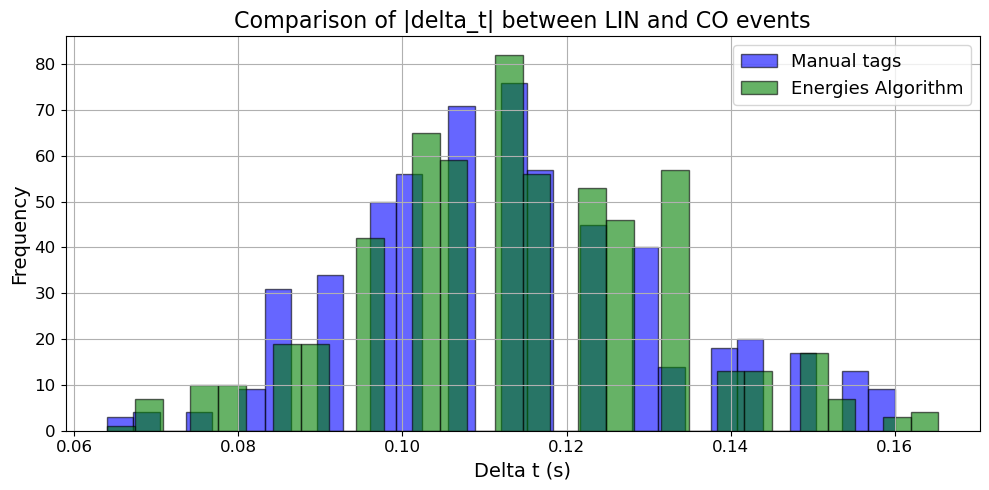 Comparison of |delta_t| between LIN and CO events
Manual tags
Energies Algorithm
Frequency
80
70
60
50
40
30
20
10
0
0.06 0.08 0.10 0.12 0.14 0.16
Delta t (s)